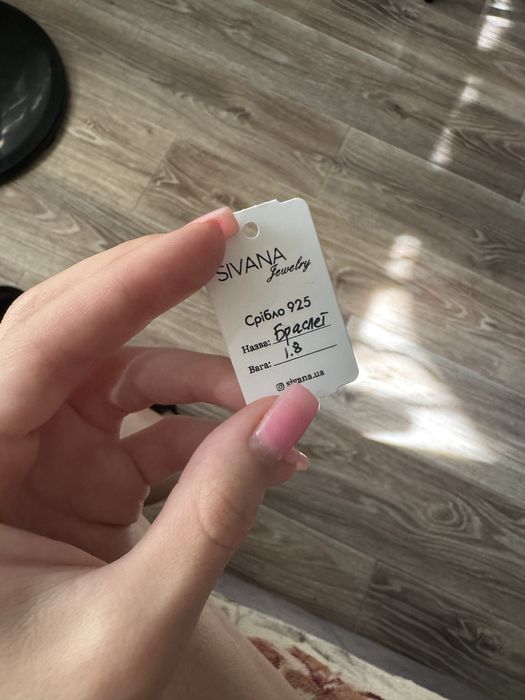 SIVANA
Jewelry
Срібло 925
Назва: Браслет
Вага: 1.8
sivana.ua